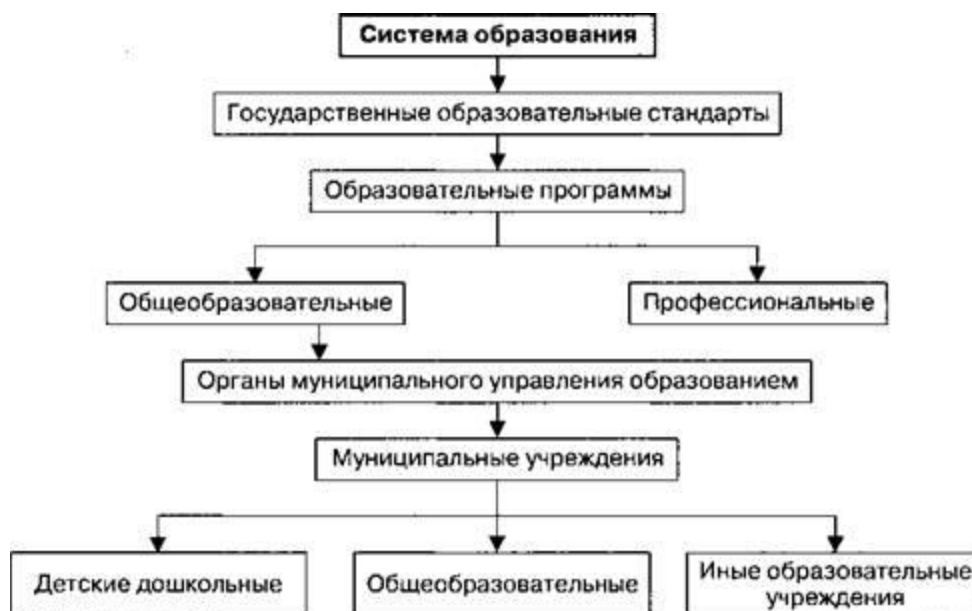 Система образования
Государственные образовательные стандарты
Образовательные программы
Общеобразовательные
Профессиональные
Органы муниципального управления образованием
Муниципальные учреждения
Детские дошкольные
Общеобразовательные
Иные образовательные
учреждения